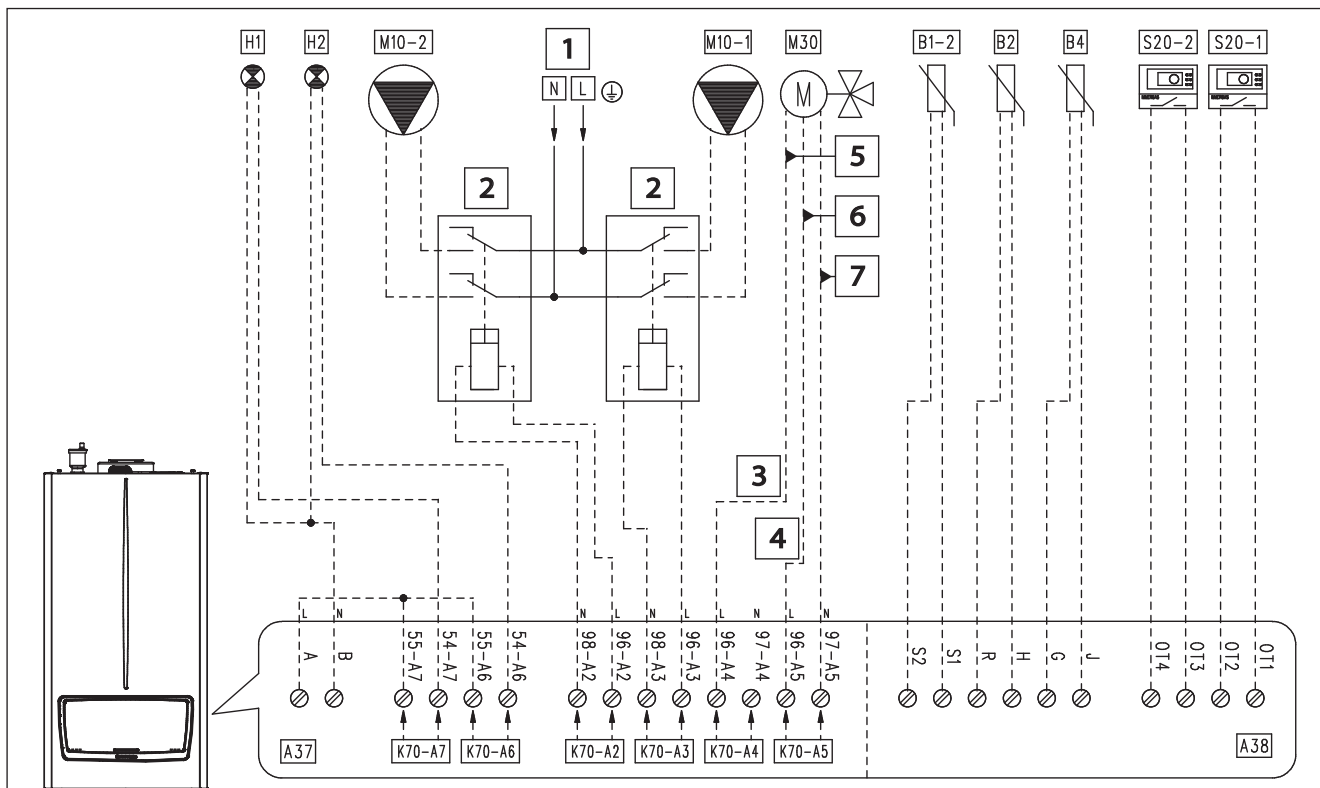 H1 H2 M10-2 1 M10-1 M30 B1-2 B2 B4 S20-2 S20-1
N L
M
5
2 2
6
7
3
4
L N N L N L L N L N
A B 55-A7 54-A7 55-A6 54-A6 98-A2 96-A2 98-A3 96-A3 96-A4 97-A4 96-A5 97-A5 S2 S1 R H G J OT4 OT3 OT2 OT1
A37 K70-A7 K70-A6 K70-A2 K70-A3 K70-A4 K70-A5 A38